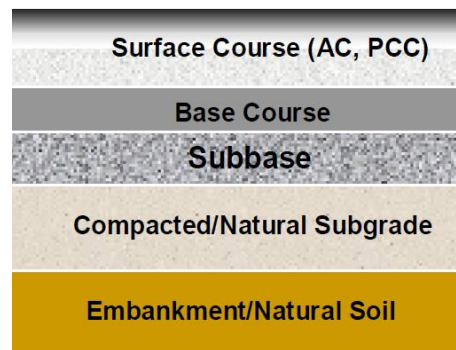 Surface Course (AC, PCC)
Base Course
Subbase
Compacted/Natural Subgrade
Embankment/Natural Soil